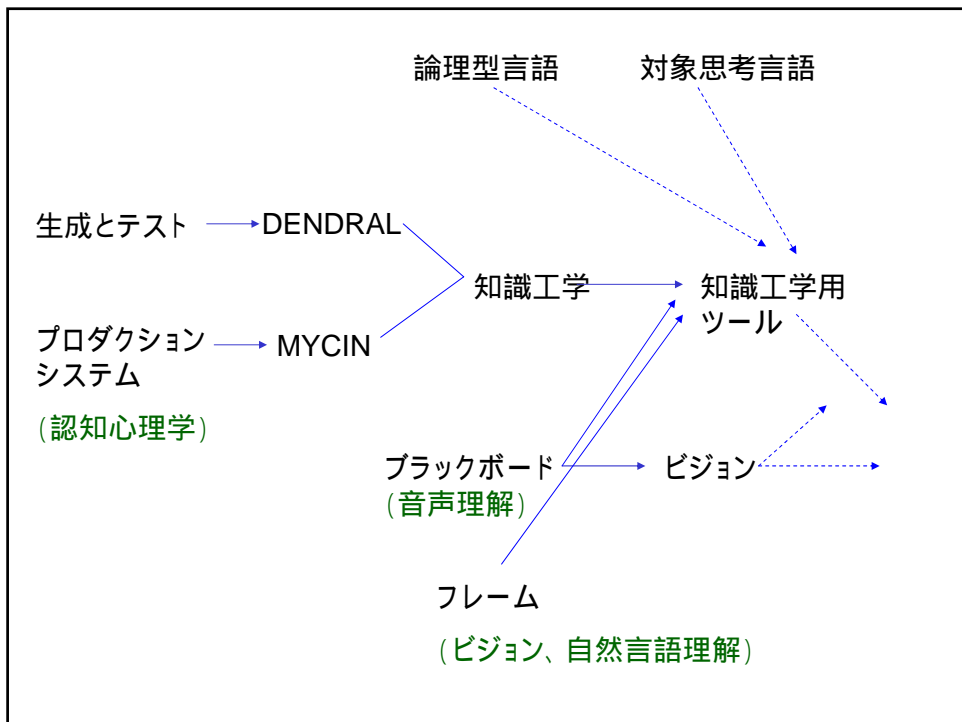 論理型言語
対象思考言語
生成とテスト
DENDRAL
知識工学
知識工学用
ツール
プロダクション
システム
MYCIN
(認知心理学)
ブラックボード
ビジョン
(音声理解)
フレーム
(ビジョン、自然言語理解)